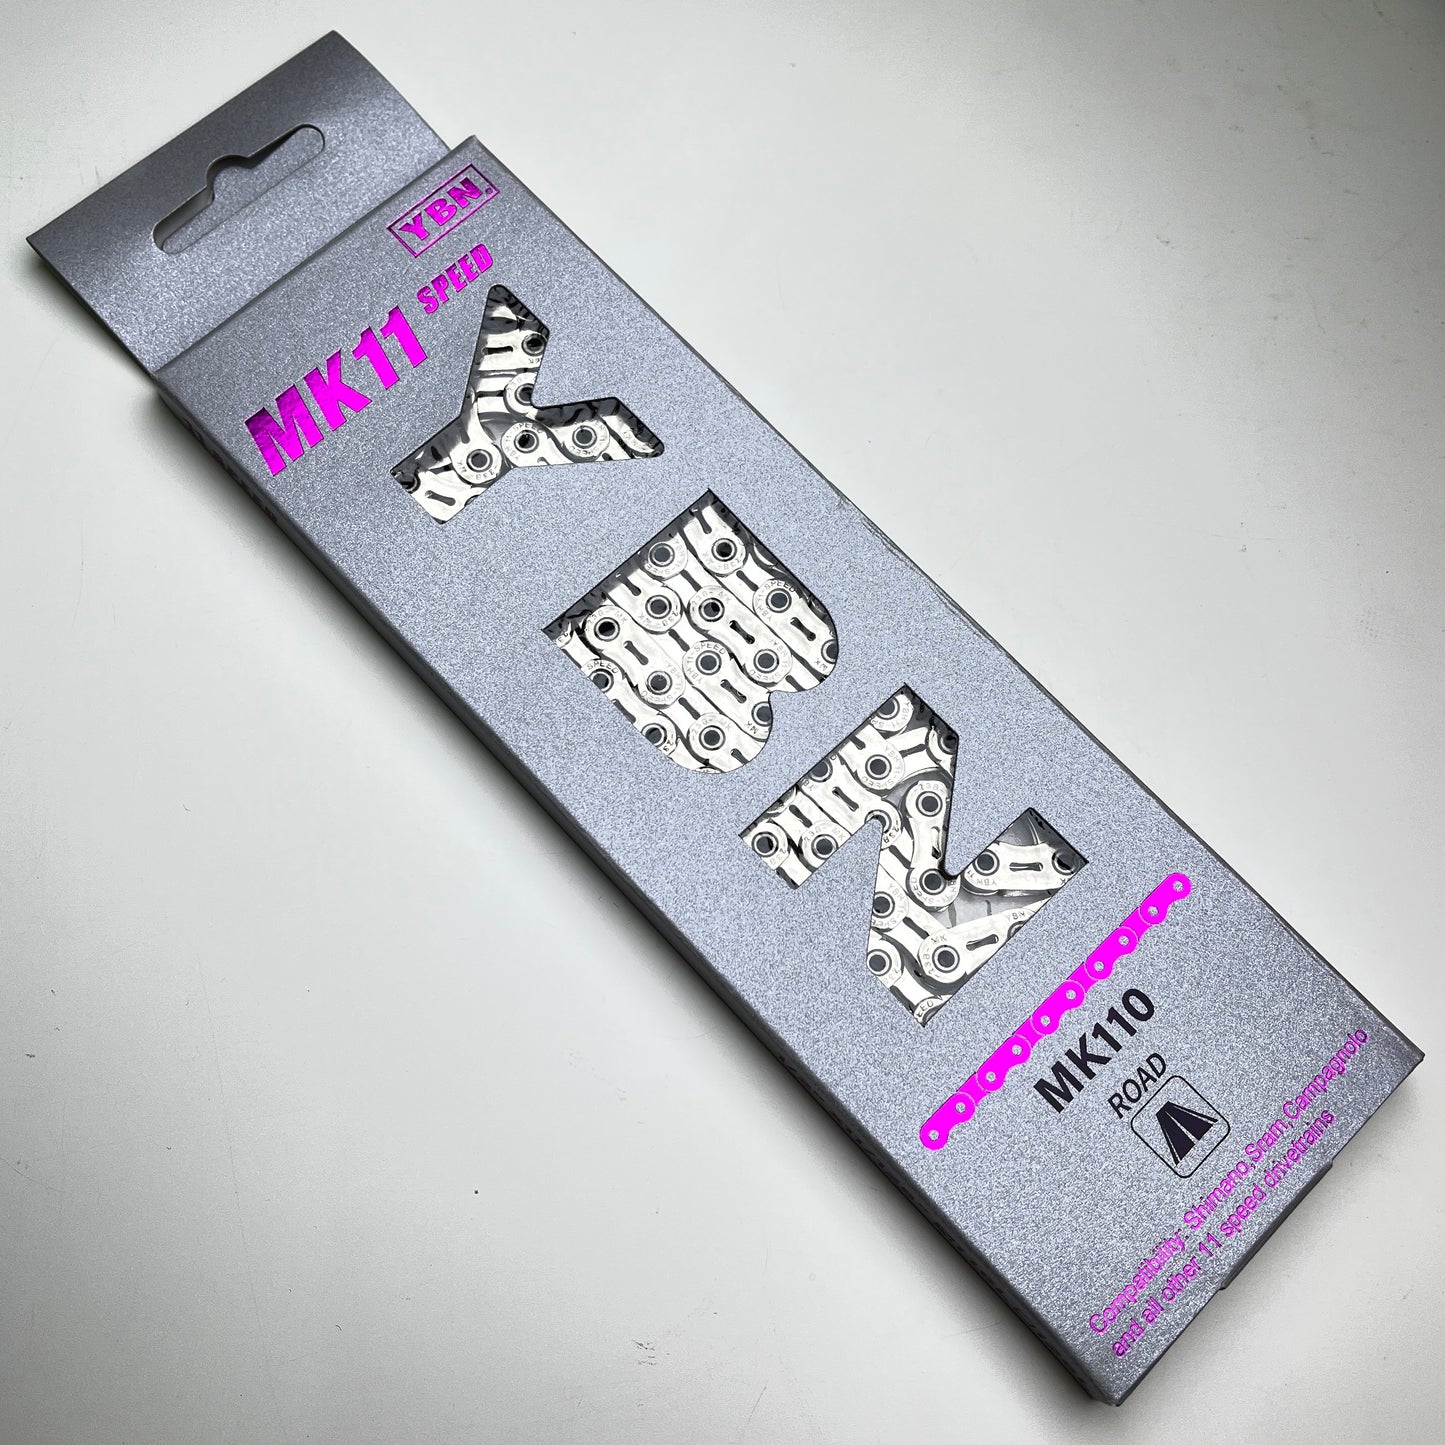 YBN®
MK11 SPEED
YBN
MK110
ROAD
Compatibility: Shimano, Sram, Campagnolo
and all other 11 speed drivetrains